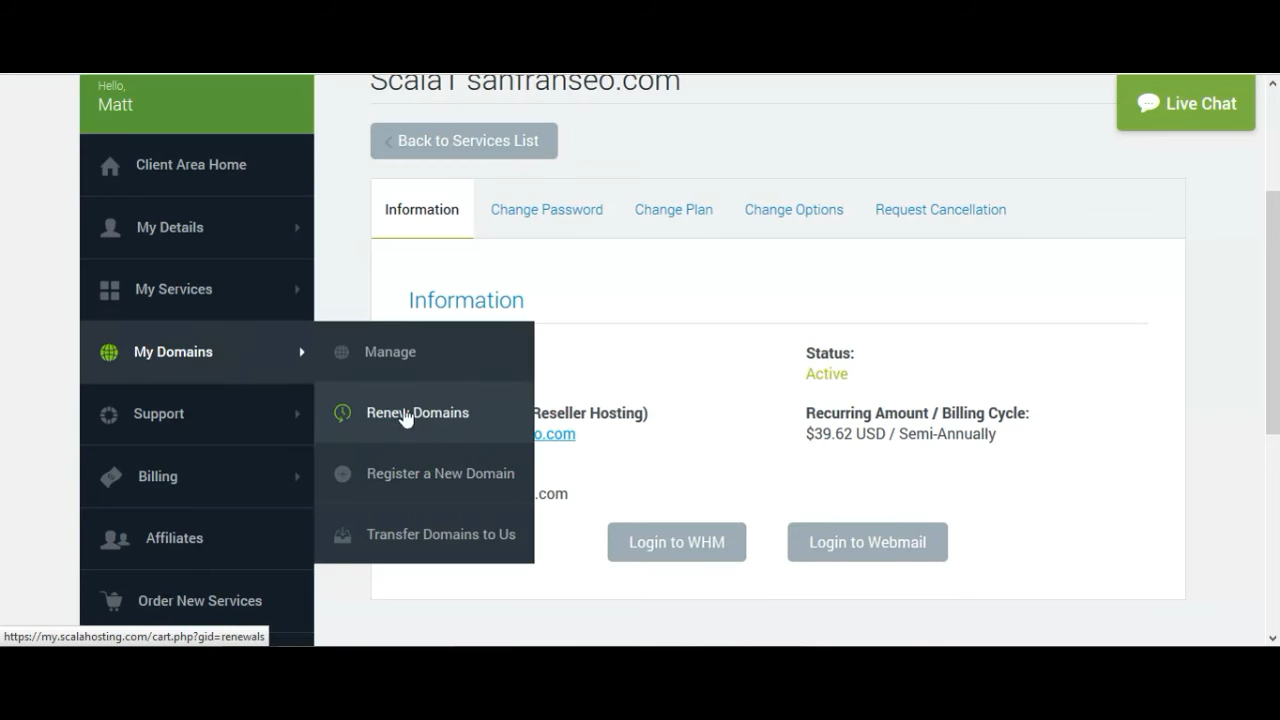 Hello,
Matt
Client Area Home
My Details
My Services
My Domains
Support
Billing
Affiliates
Order New Services
Manage
Renew Domains
Register a New Domain
Transfer Domains to Us
Scala1 sanfranseo.com
Back to Services List
Live Chat
Information
Change Password
Change Plan
Change Options
Request Cancellation
Information
Status:
Active
Reseller Hosting)
o.com
Recurring Amount / Billing Cycle:
$39.62 USD / Semi-Annually
.com
Login to WHM
Login to Webmail
https://my.scalahosting.com/cart.php?gid=renewals